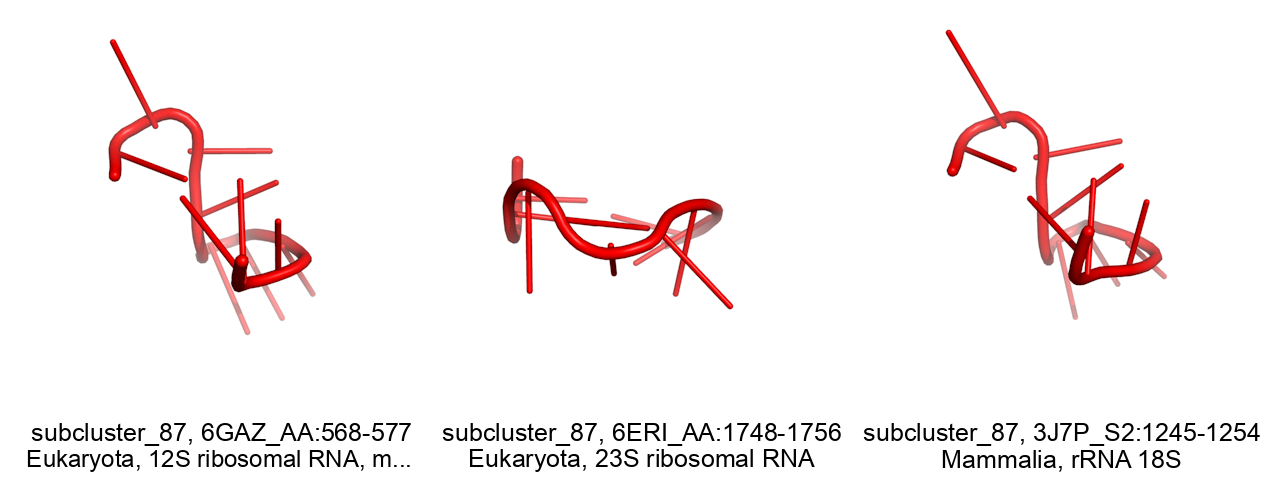 subcluster_87, 6GAZ_AA:568-577
Eukaryota, 12S ribosomal RNA, m...
subcluster_87, 6ERI_AA:1748-1756
Eukaryota, 23S ribosomal RNA
subcluster_87, 3J7P_S2:1245-1254
Mammalia, rRNA 18S